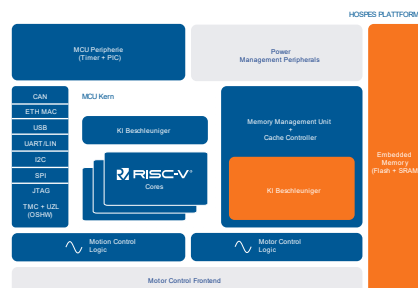 HOSPES PLATTFORM
MCU Peripherie
(Timer + PIC)
Power
Management Peripherals
CAN
ETH MAC
USB
UART/LIN
I2C
SPI
JTAG
TMC + UZL
(OSHW)
MCU Kern
KI Beschleuniger
RISC-V®
Cores
Memory Management Unit
+
Cache Controller
KI Beschleuniger
Embedded
Memory
(Flash + SRAM)
Motion Control
Logic
Motor Control
Logic
Motor Control Frontend